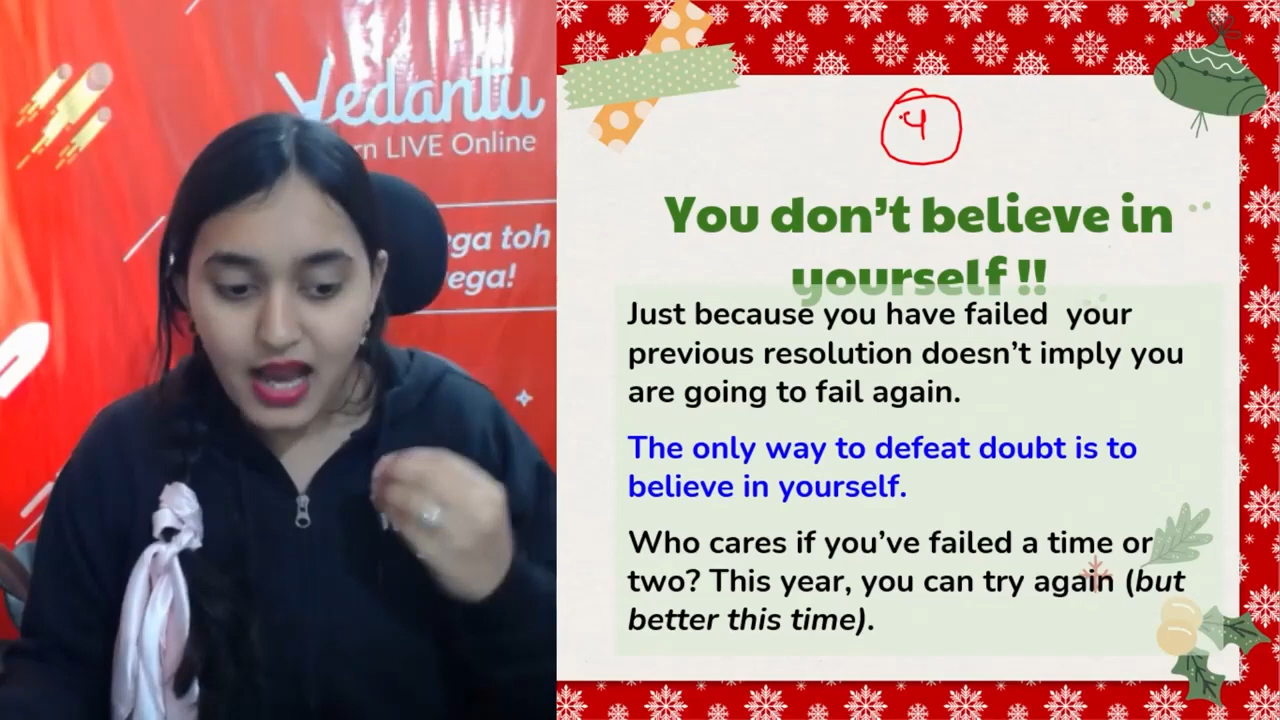 Vedantu
rn LIVE Online
ga toh
ega!
4
You don't believe in
yourself !!
Just because you have failed  your
previous resolution doesn't imply you
are going to fail again.
The only way to defeat doubt is to
believe in yourself.
Who cares if you've failed a time or
two? This year, you can try again (but
better this time).